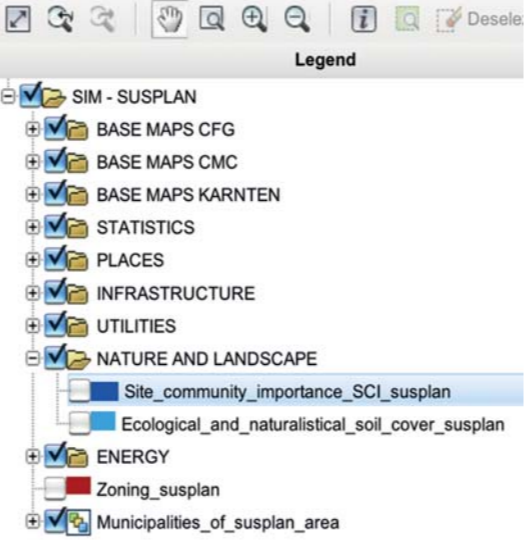 Deselez
Legend
SIM - SUSPLAN
BASE MAPS CFG
BASE MAPS CMC
BASE MAPS KARNTEN
STATISTICS
PLACES
INFRASTRUCTURE
UTILITIES
NATURE AND LANDSCAPE
Site_community_importance_SCI_susplan
Ecological_and_naturalistical_soil_cover_susplan
ENERGY
Zoning_susplan
Municipalities_of_susplan_area